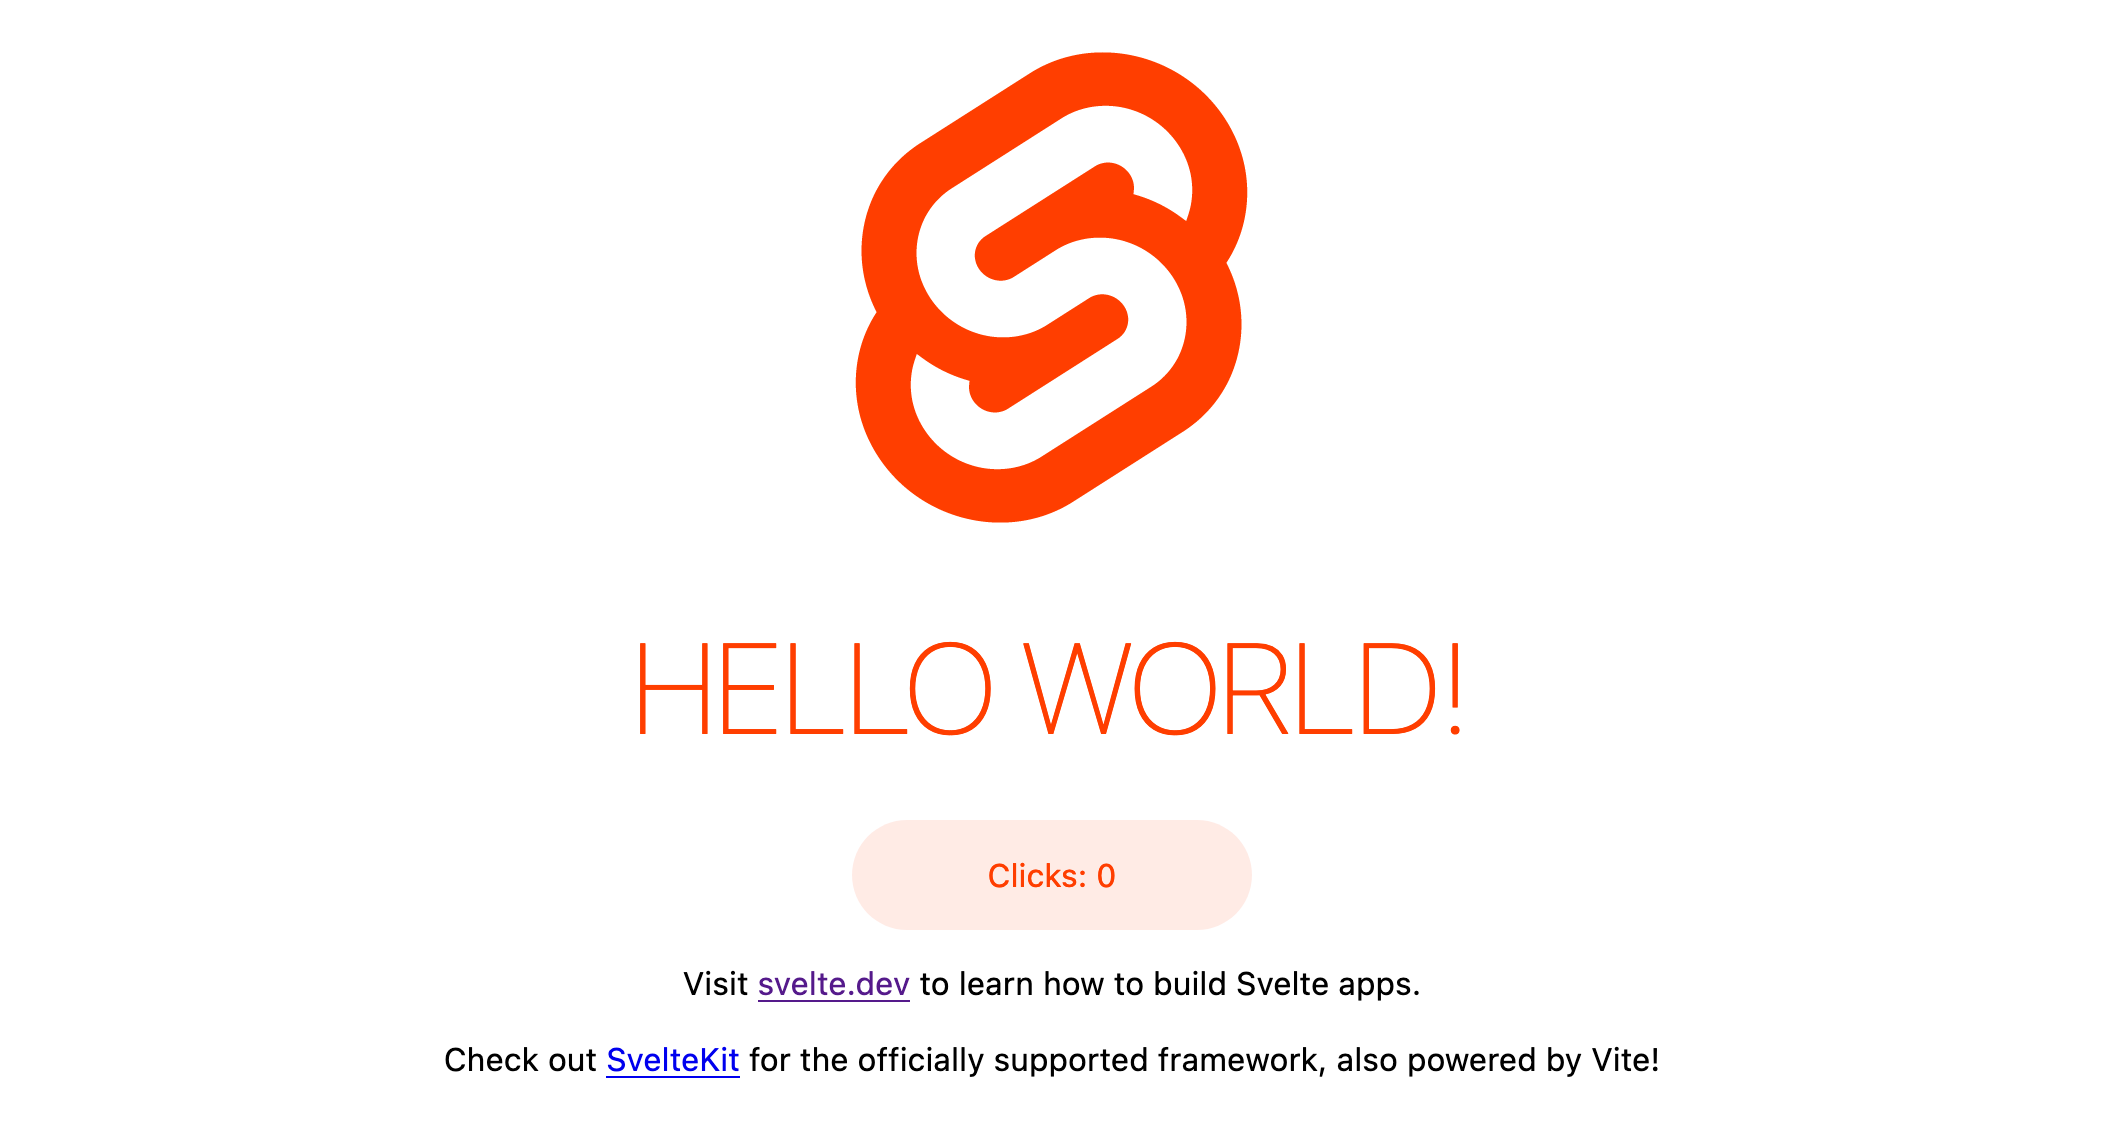 HELLO WORLD!
Clicks: 0
Visit svelte.dev to learn how to build Svelte apps.
Check out SvelteKit for the officially supported framework, also powered by Vite!